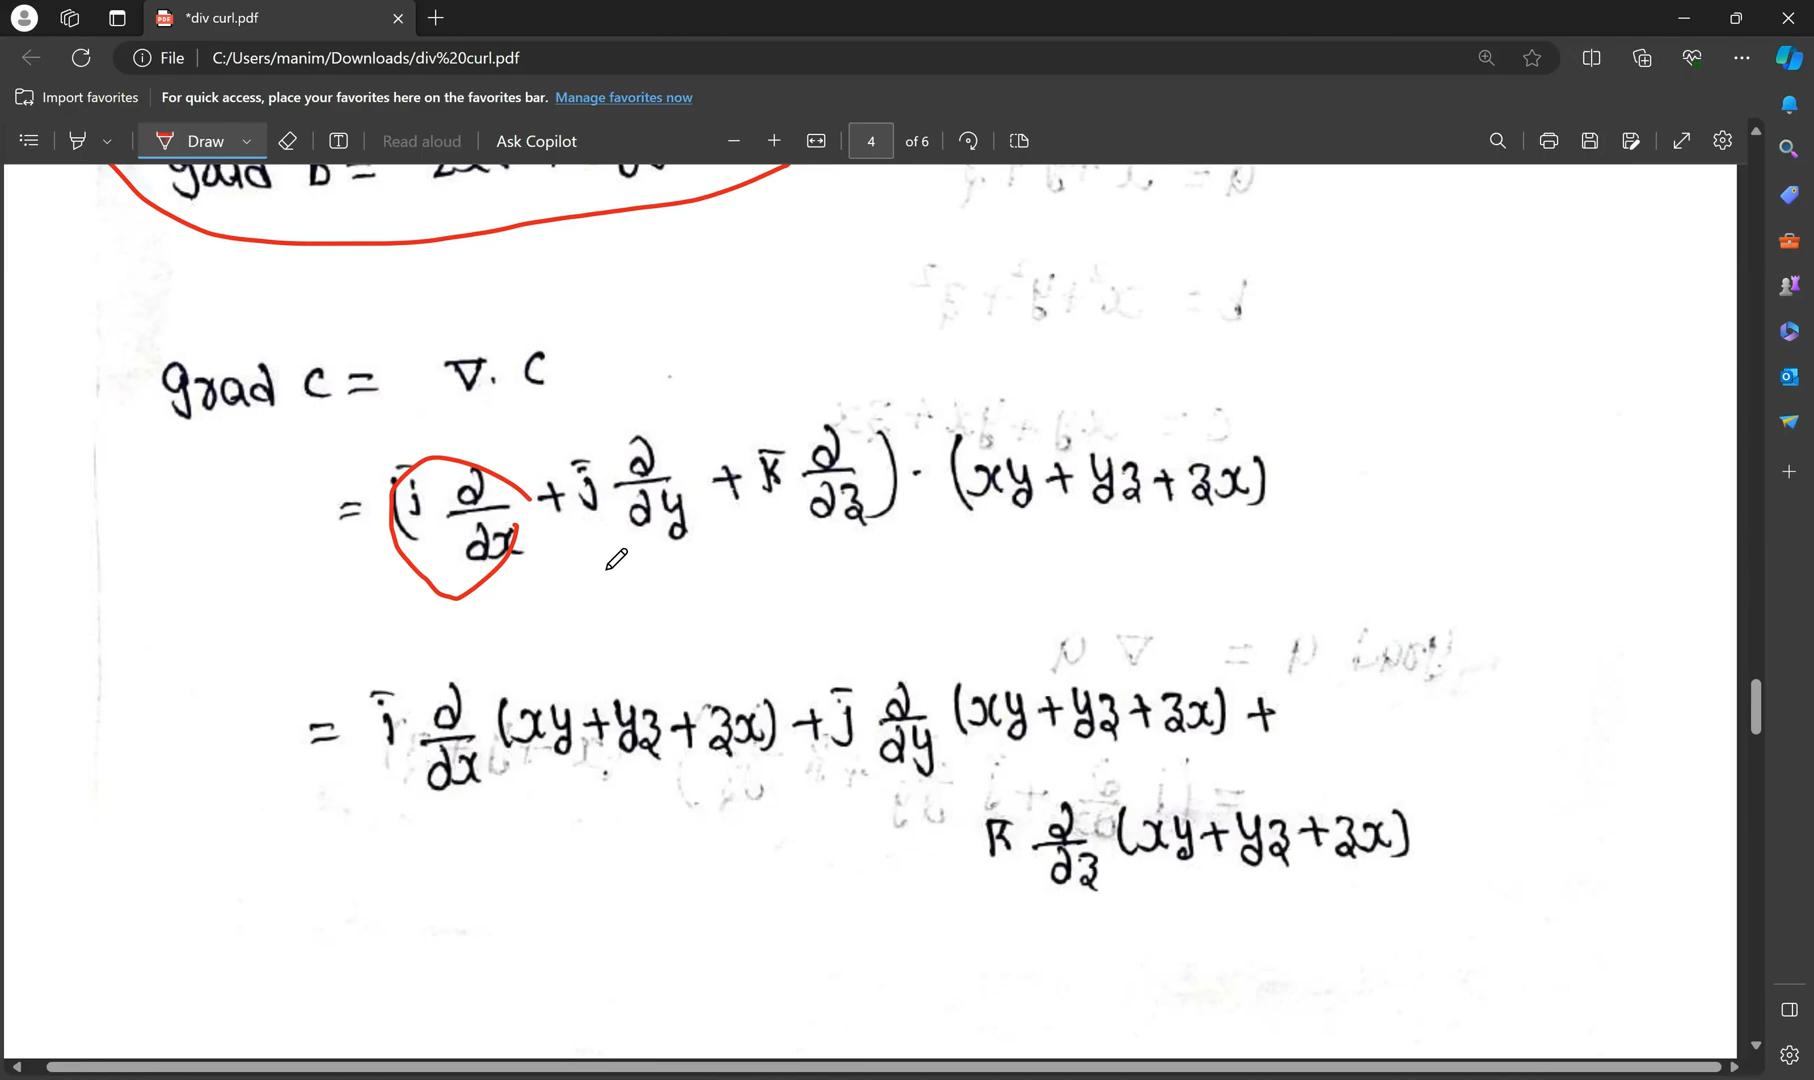 *div curl.pdf
File C:/Users/manim/Downloads/div%20curl.pdf
Import favorites For quick access, place your favorites here on the favorites bar. Manage favorites now
Draw Read aloud Ask Copilot 4 of 6
grad b =
grad c = ∇. c
= (i̅ ∂/∂x + j̅ ∂/∂y + k̅ ∂/∂z) · (xy + yz + zx)
= i̅ ∂/∂x (xy+yz+zx) + j̅ ∂/∂y (xy+yz+zx) +
k̅ ∂/∂z (xy+yz+zx)